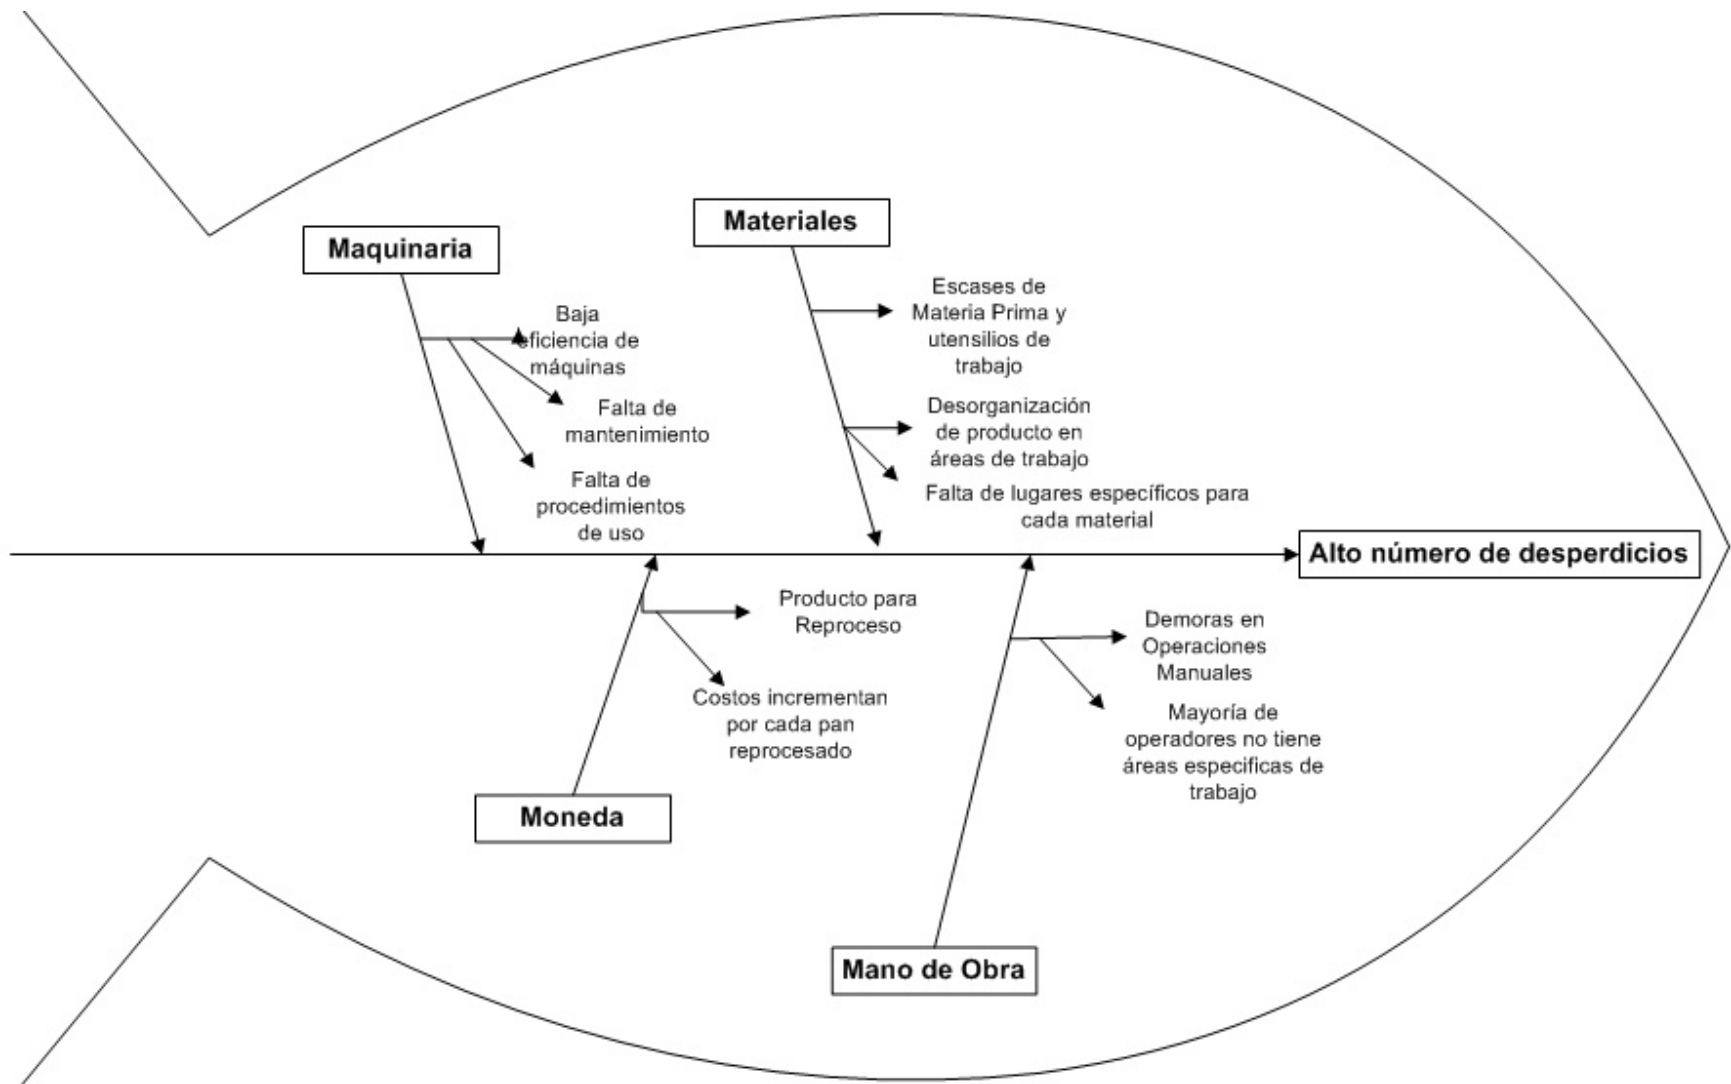 Maquinaria
Baja
eficiencia de
máquinas
Falta de
mantenimiento
Falta de
procedimientos
de uso
Materiales
Escases de
Materia Prima y
utensilios de
trabajo
Desorganización
de producto en
áreas de trabajo
Falta de lugares específicos para
cada material
Alto número de desperdicios
Producto para
Reproceso
Costos incrementan
por cada pan
reprocesado
Moneda
Demoras en
Operaciones
Manuales
Mayoría de
operadores no tiene
áreas especificas de
trabajo
Mano de Obra